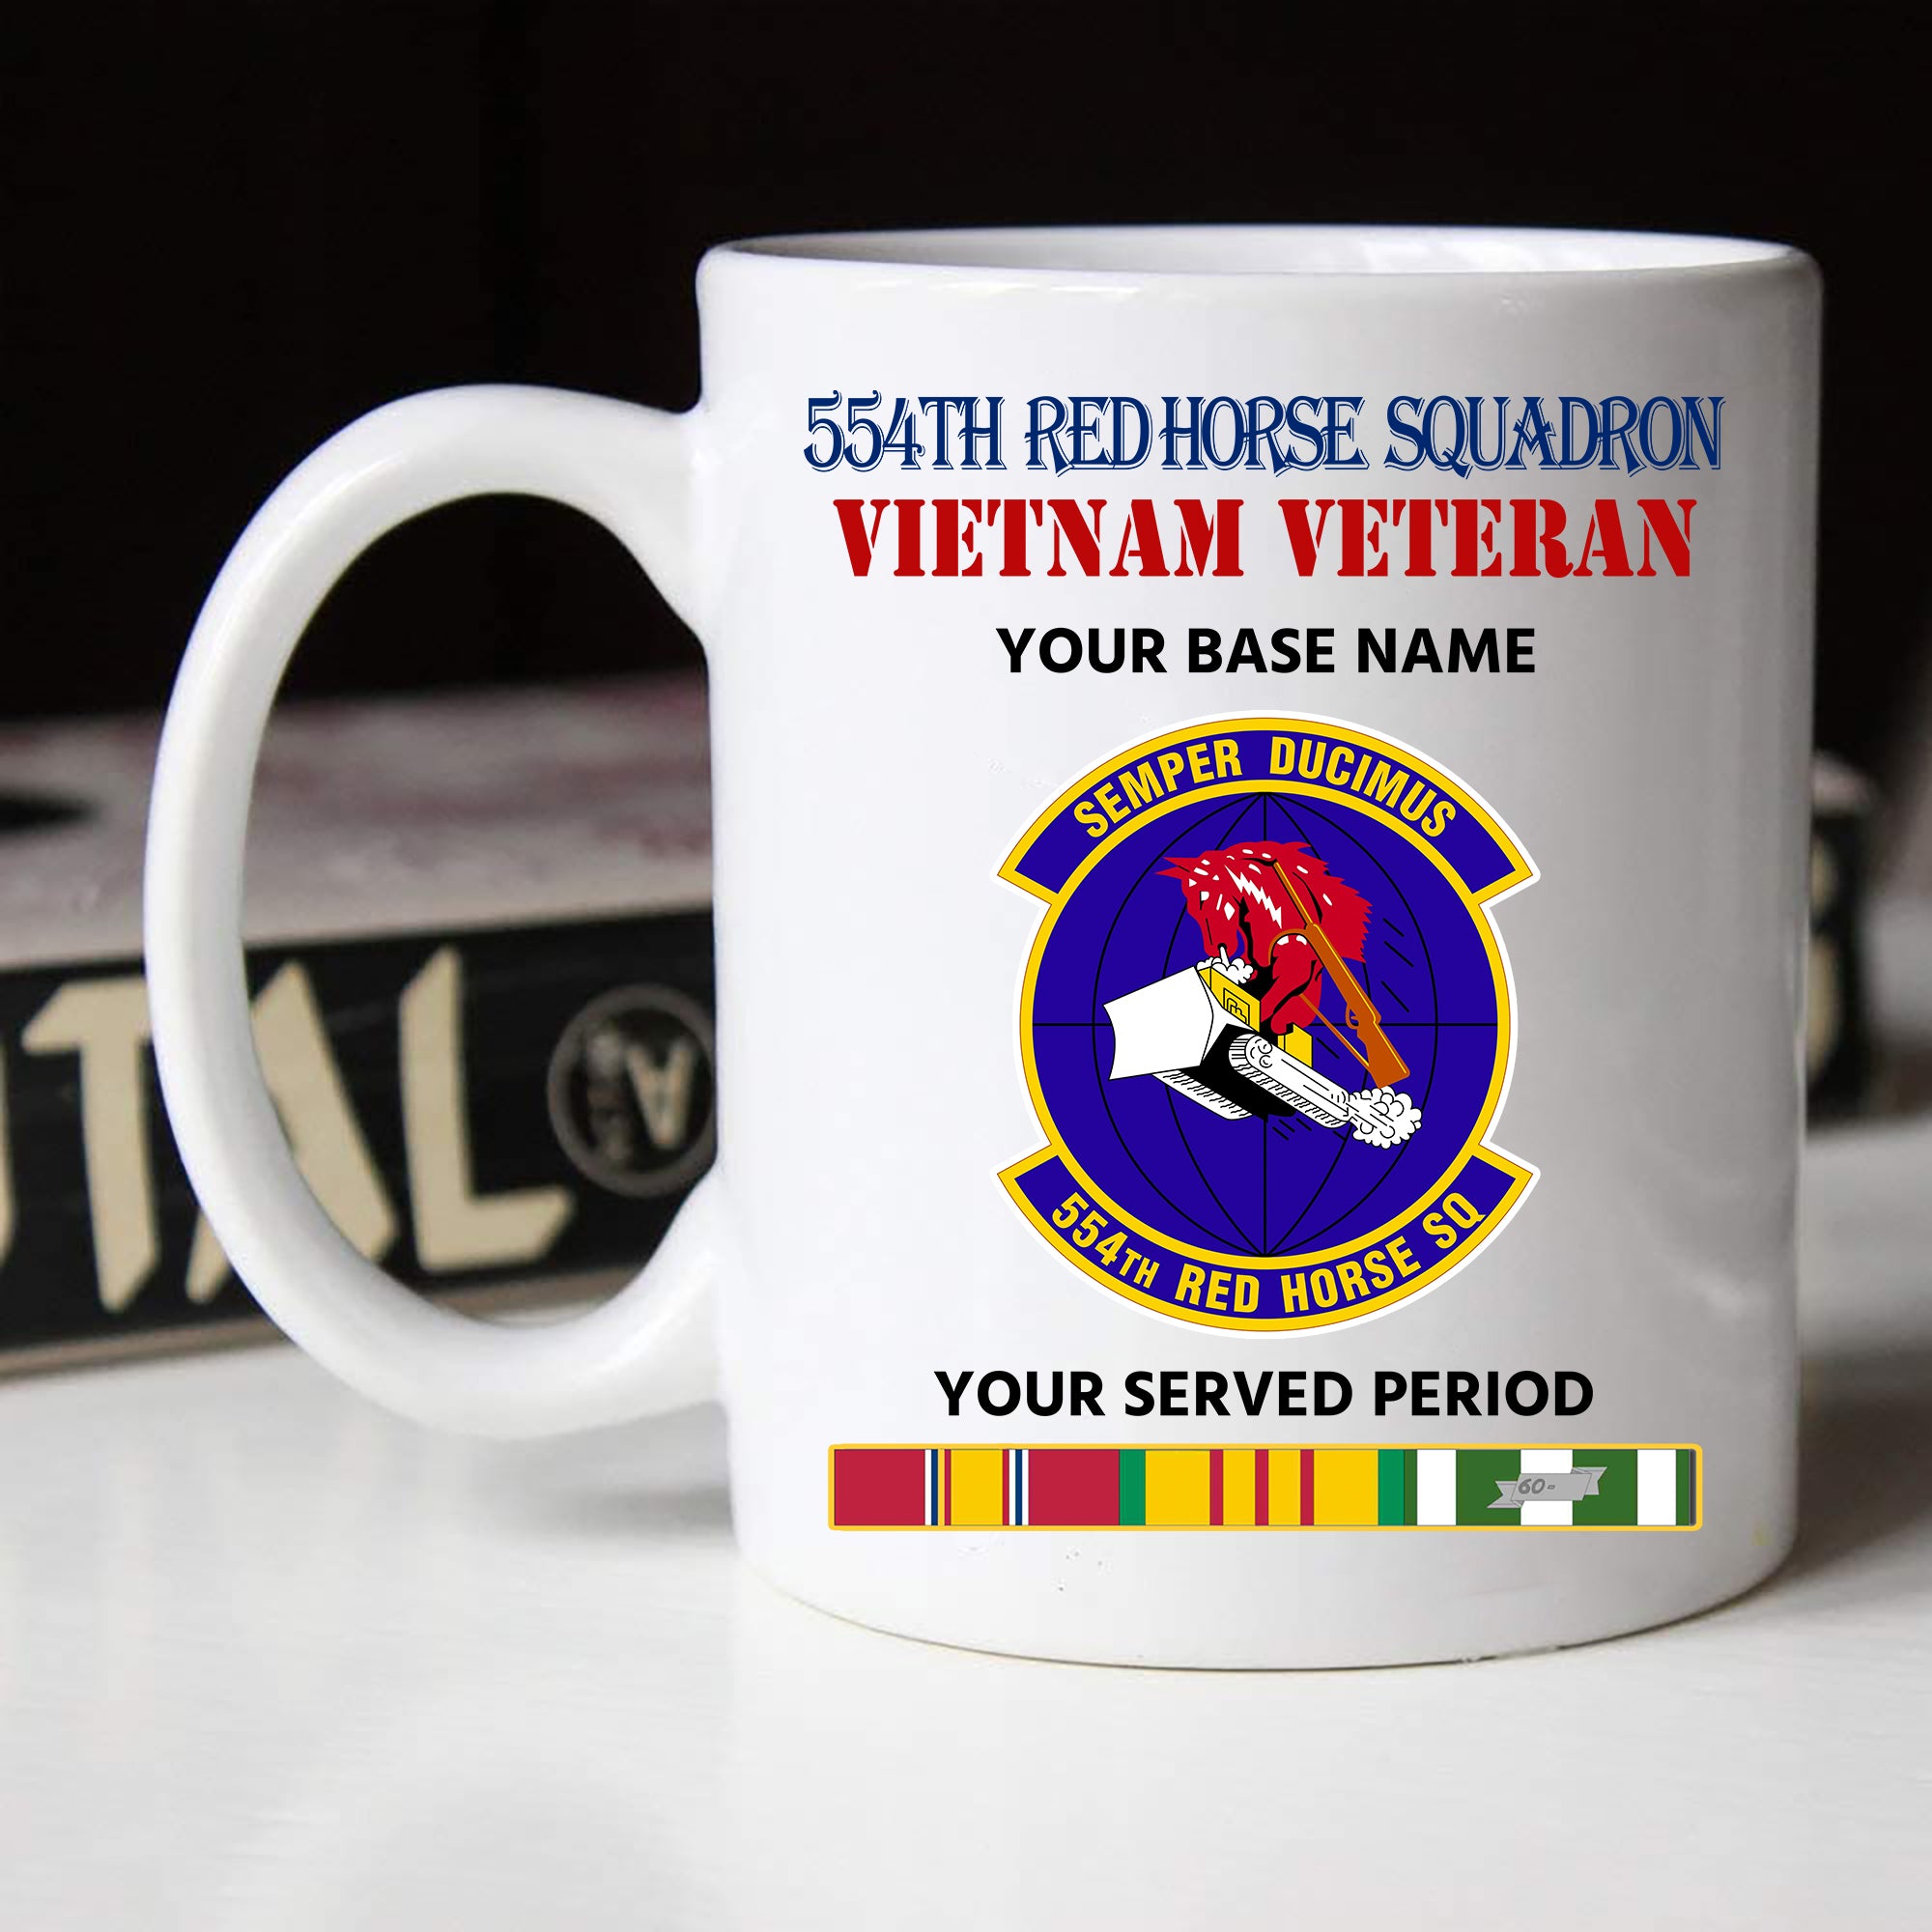 554TH RED HORSE SQUADRON
VIETNAM VETERAN
YOUR BASE NAME
SEMPER DUCIMUS
554TH RED HORSE SQ
YOUR SERVED PERIOD
60-
TAL